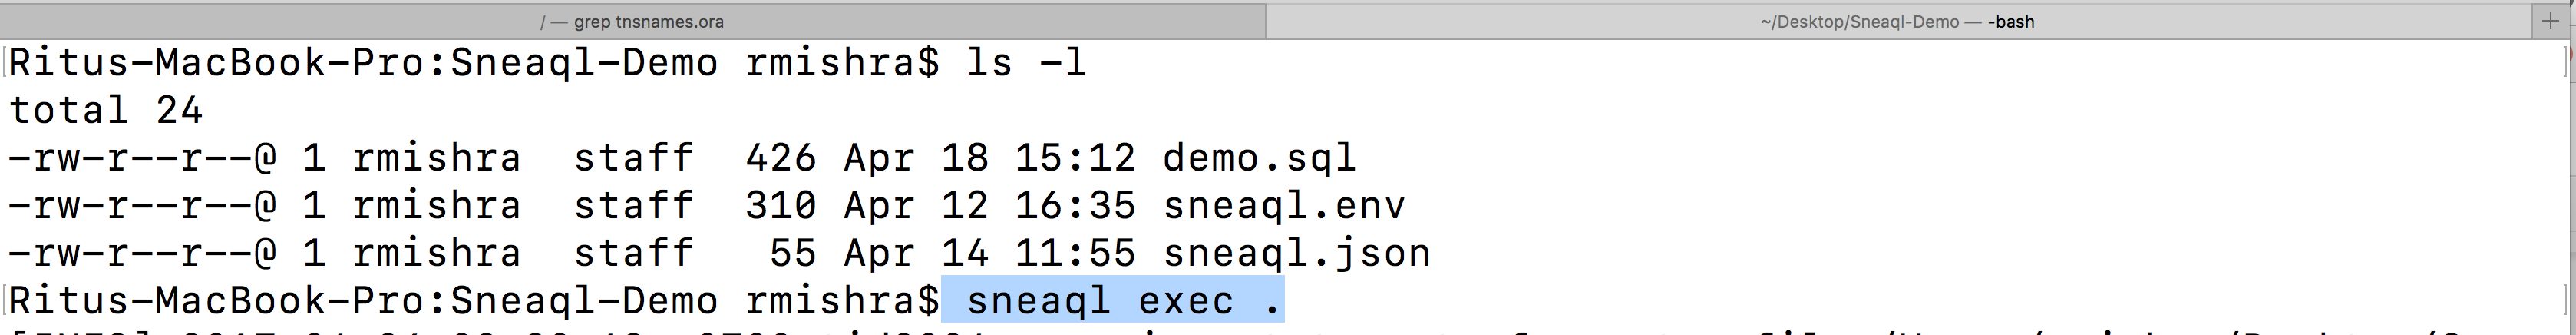 / — grep tnsnames.ora
~/Desktop/Sneaql-Demo — -bash
Ritus-MacBook-Pro:Sneaql-Demo rmishra$ ls -l
total 24
-rw-r--r--@ 1 rmishra  staff  426 Apr 18 15:12 demo.sql
-rw-r--r--@ 1 rmishra  staff  310 Apr 12 16:35 sneaql.env
-rw-r--r--@ 1 rmishra  staff   55 Apr 14 11:55 sneaql.json
Ritus-MacBook-Pro:Sneaql-Demo rmishra$ sneaql exec .